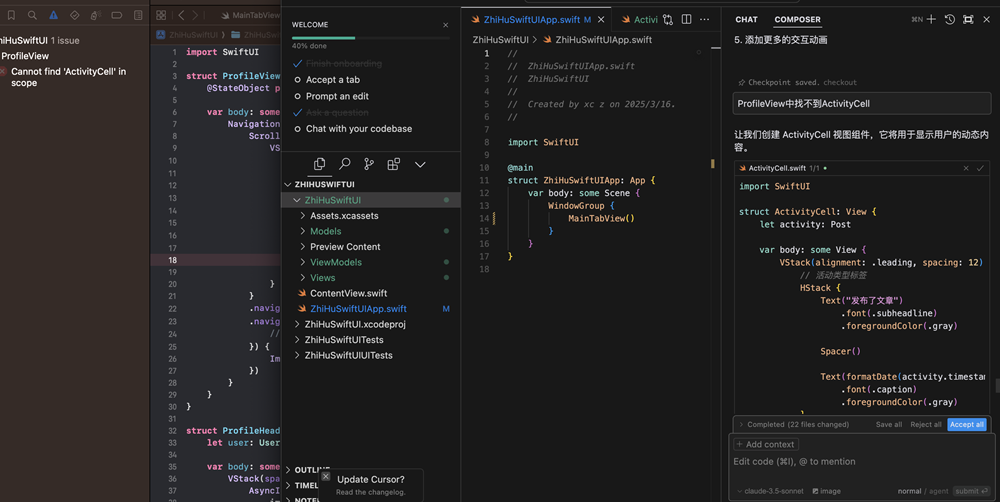 ZhiHuSwiftUI 1 issue
ProfileView
Cannot find 'ActivityCell' in
scope
MainTabView
ZhiHuSwiftUI
1 import SwiftUI
2
3
4 struct ProfileView
5 @StateObject p
6
7 var body: some
8 Navigation
9 Scroll
10 VS
11
12
13
14
15
16
17
18
19
20 }
21 }
22 .navig
23 .navig
24 //
25 }) {
26 Im
27 })
28 }
29 }
30 }
31
32 struct ProfileHead
33 let user: User
34
35 var body: some
36 VStack(spa
37 AsyncI
WELCOME
40% done
Finish onboarding
Accept a tab
Prompt an edit
Ask a question
Chat with your codebase
ZHIHUSWIFTUI
ZhiHuSwiftUI
Assets.xcassets
Models
Preview Content
ViewModels
Views
ContentView.swift
ZhiHuSwiftUIApp.swift M
ZhiHuSwiftUI.xcodeproj
ZhiHuSwiftUITests
ZhiHuSwiftUIUITests
OUTLINE
TIMEL
NOTEP
Update Cursor?
Read the changelog.
ZhiHuSwiftUIApp.swift M
Activi
ZhiHuSwiftUI > ZhiHuSwiftUIApp.swift
1 //
2 // ZhiHuSwiftUIApp.swift
3 // ZhiHuSwiftUI
4 //
5 // Created by xc z on 2025/3/16.
6 //
7
8 import SwiftUI
9
10 @main
11 struct ZhiHuSwiftUIApp: App {
12 var body: some Scene {
13 WindowGroup {
14 MainTabView()
15 }
16 }
17 }
18
CHAT COMPOSER ⌘N
5. 添加更多的交互动画
Checkpoint saved. checkout
ProfileView中找不到ActivityCell
让我们创建 ActivityCell 视图组件，它将用于显示用户的动态内
容。
ActivityCell.swift 1/1
import SwiftUI
struct ActivityCell: View {
let activity: Post
var body: some View {
VStack(alignment: .leading, spacing: 12)
// 活动类型标签
HStack {
Text("发布了文章")
.font(.subheadline)
.foregroundColor(.gray)
Spacer()
Text(formatDate(activity.timestam
.font(.caption)
.foregroundColor(.gray)
Completed (22 files changed) Save all Reject all Accept all
+ Add context
Edit code (⌘I), @ to mention
claude-3.5-sonnet image normal / agent submit